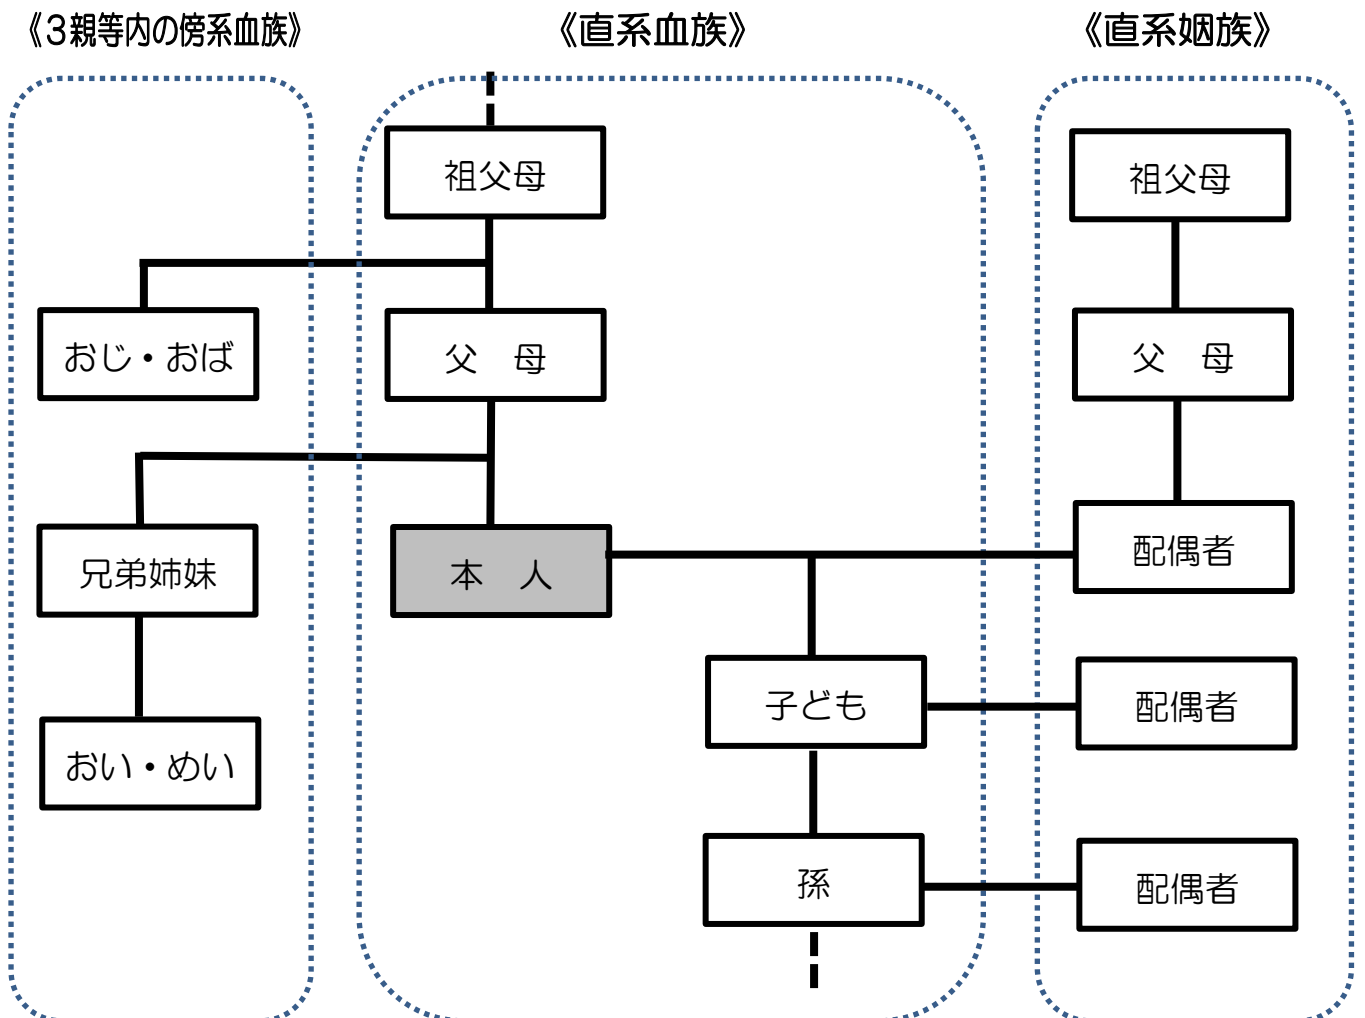 《３親等内の傍系血族》
《直系血族》
《直系姻族》
祖父母
祖父母
おじ・おば
父　母
父　母
兄弟姉妹
本　人
配偶者
子ども
配偶者
おい・めい
孫
配偶者